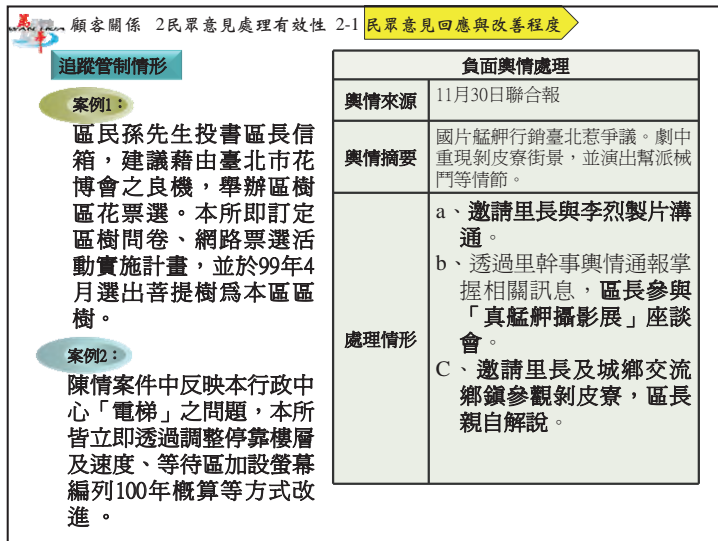 萬華
顧客關係 2民眾意見處理有效性 2-1 民眾意見回應與改善程度
追蹤管制情形
案例1：
區民孫先生投書區長信
箱，建議藉由臺北市花
博會之良機，舉辦區樹
區花票選。本所即訂定
區樹問卷、網路票選活
動實施計畫，並於99年4
月選出菩提樹為本區區
樹。
案例2：
陳情案件中反映本行政中
心「電梯」之問題，本所
皆立即透過調整停靠樓層
及速度、等待區加設螢幕
編列100年概算等方式改
進 。
負面輿情處理
輿情來源
11月30日聯合報
輿情摘要
國片艋舺行銷臺北惹爭議。劇中
重現剝皮寮街景，並演出幫派械
鬥等情節。
處理情形
a、邀請里長與李烈製片溝
通。
b、透過里幹事輿情通報掌
握相關訊息，區長參與
「真艋舺攝影展」座談
會。
C、邀請里長及城鄉交流
鄉鎮參觀剝皮寮，區長
親自解說。